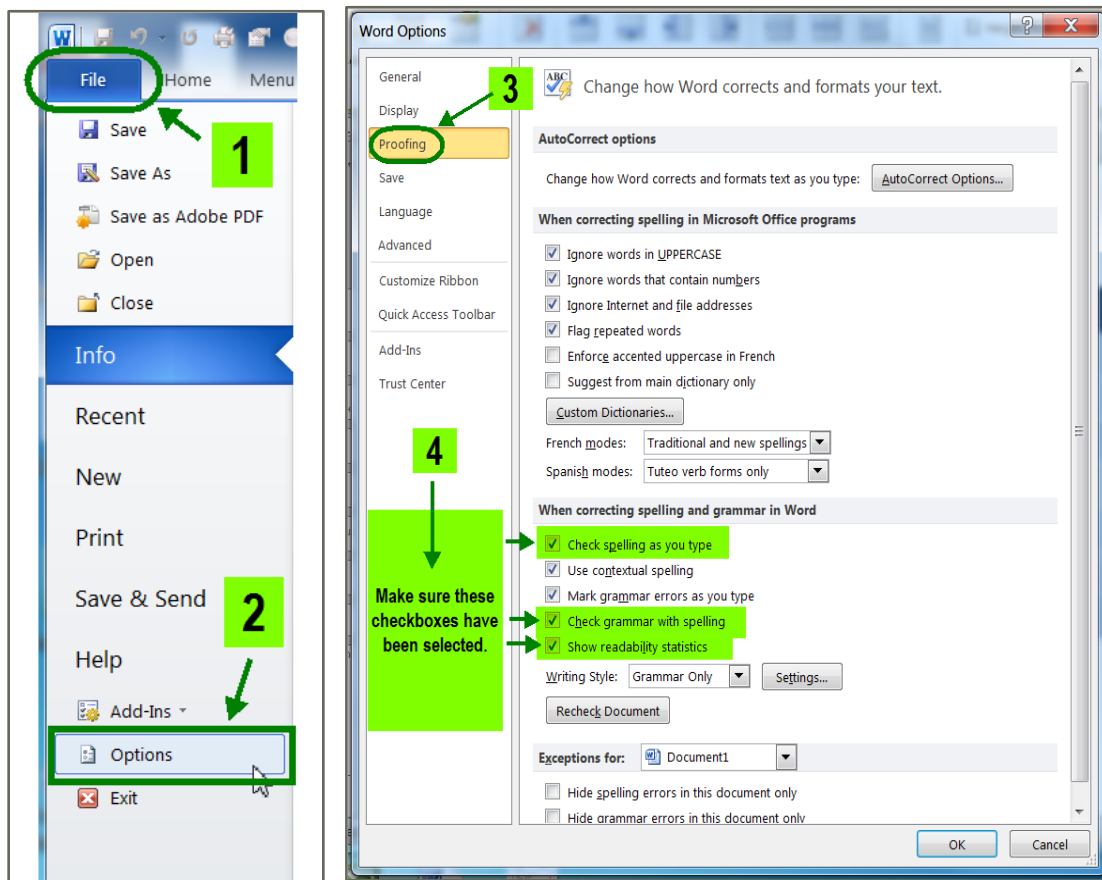 W
File Home Menu
1
Save
Save As
Save as Adobe PDF
Open
Close
Info
Recent
New
Print
Save & Send
2
Help
Add-Ins
Options
Exit
Word Options
?
X
General
3
Display
Proofing
Save
Language
Advanced
Customize Ribbon
Quick Access Toolbar
Add-Ins
Trust Center
4
Make sure these
checkboxes have
been selected.
ABC
Change how Word corrects and formats your text.
AutoCorrect options
Change how Word corrects and formats text as you type: AutoCorrect Options...
When correcting spelling in Microsoft Office programs
Ignore words in UPPERCASE
Ignore words that contain numbers
Ignore Internet and file addresses
Flag repeated words
Enforce accented uppercase in French
Suggest from main dictionary only
Custom Dictionaries...
French modes: Traditional and new spellings
Spanish modes: Tuteo verb forms only
When correcting spelling and grammar in Word
Check spelling as you type
Use contextual spelling
Mark grammar errors as you type
Check grammar with spelling
Show readability statistics
Writing Style: Grammar Only Settings...
Recheck Document
Exceptions for: Document1
Hide spelling errors in this document only
Hide grammar errors in this document only
OK Cancel